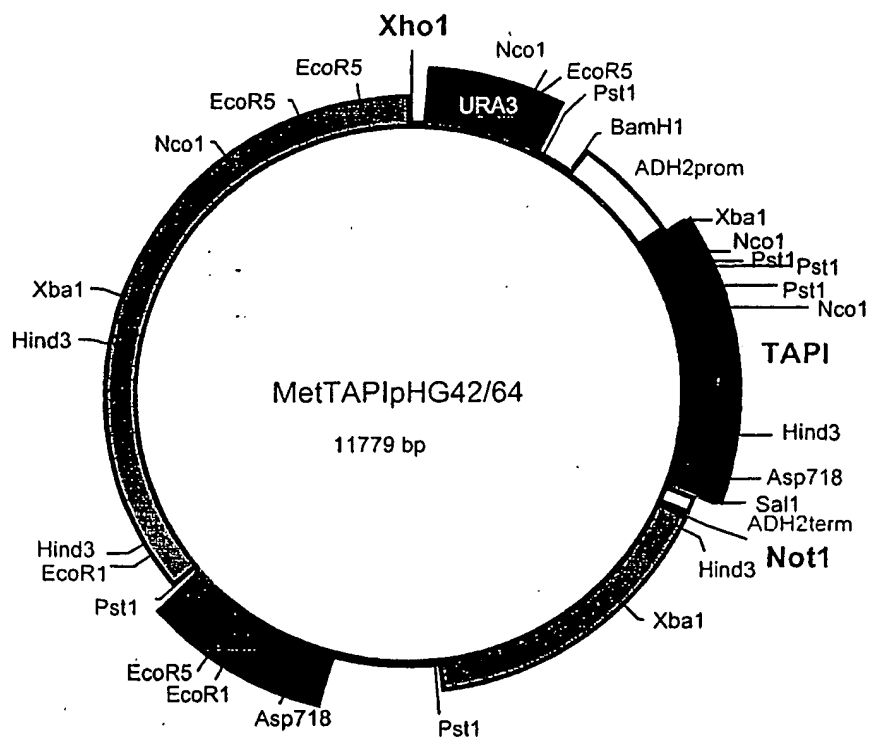 Xho1
Nco1
EcoR5
EcoR5
URA3
EcoR5
Pst1
Nco1
BamH1
ADH2prom
Xba1
Nco1
Pst1
Pst1
Pst1
Nco1
Xba1
Hind3
TAPI
MetTAPIpHG42/64
11779 bp
Hind3
Asp718
Sal1
ADH2term
Not1
Hind3
Hind3
EcoR1
Pst1
Xba1
EcoR5
EcoR1
Asp718
Pst1